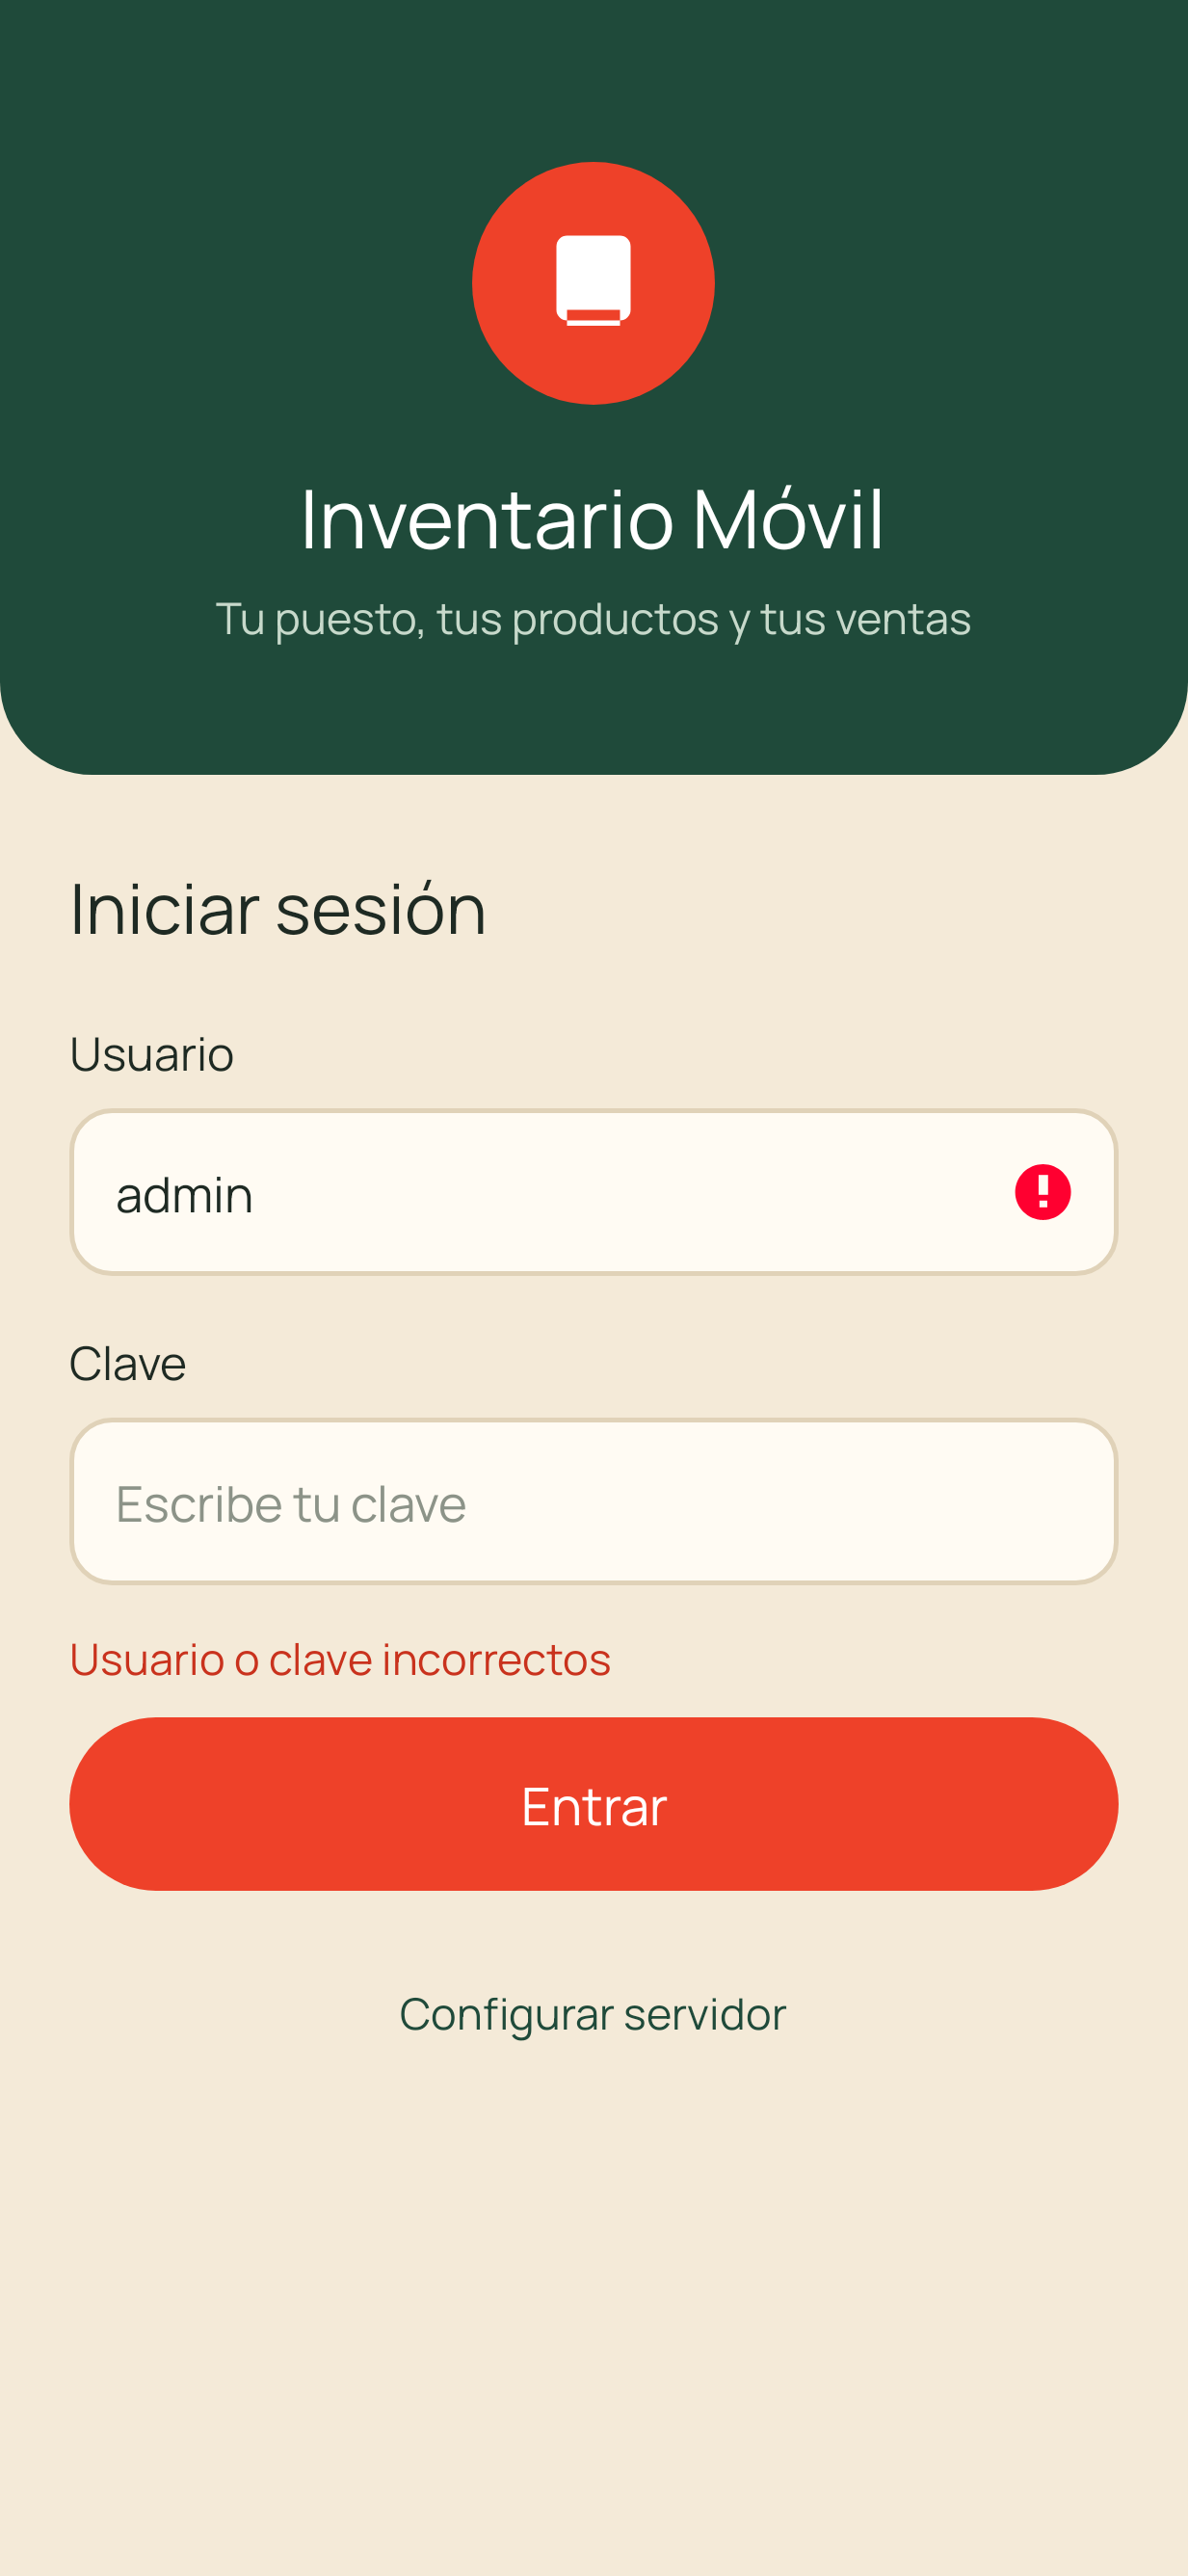 Inventario Móvil
Tu puesto, tus productos y tus ventas
Iniciar sesión
Usuario
admin
Clave
Escribe tu clave
Usuario o clave incorrectos
Entrar
Configurar servidor